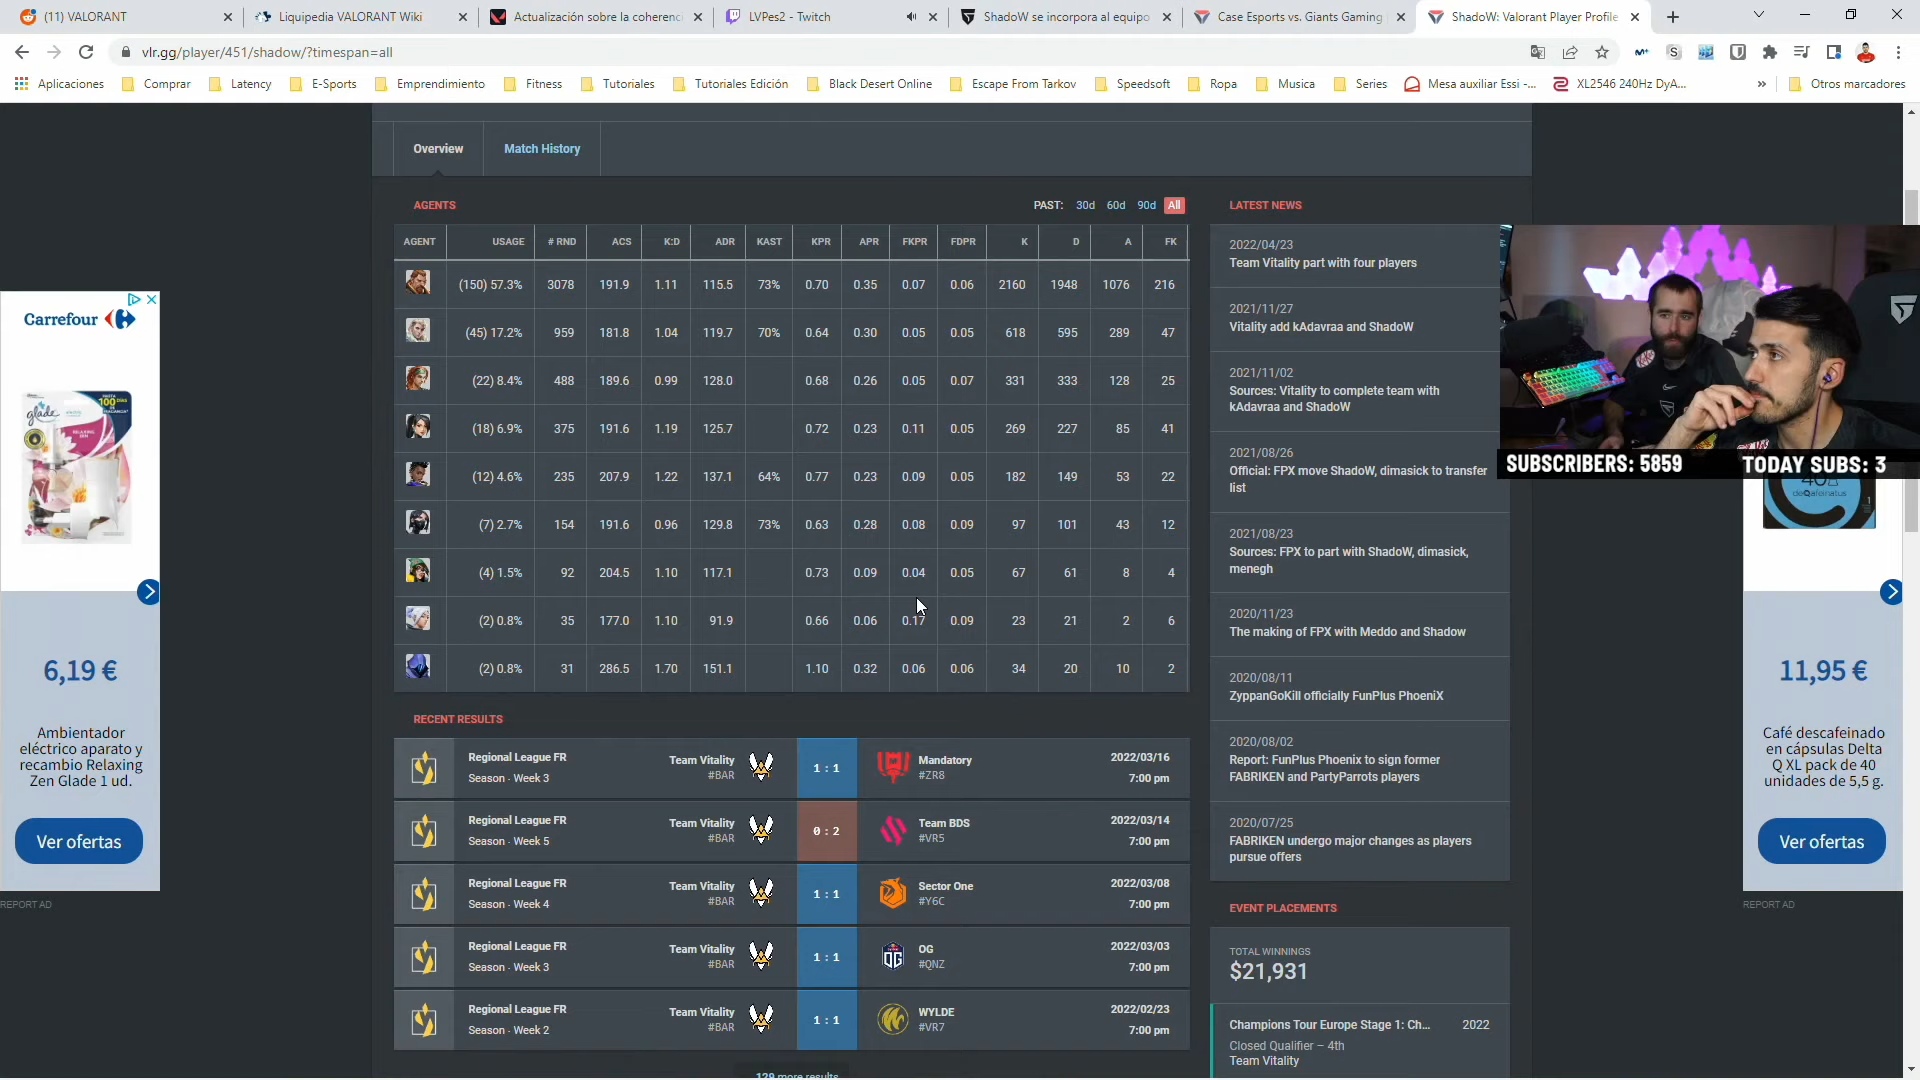 (11) VALORANT
Liquipedia VALORANT Wiki
Actualización sobre la coherenci
LVPes2 - Twitch
ShadoW se incorpora al equipo
Case Esports vs. Giants Gaming
ShadoW: Valorant Player Profile
vlr.gg/player/451/shadow/?timespan=all
Aplicaciones
Comprar
Latency
E-Sports
Emprendimiento
Fitness
Tutoriales
Tutoriales Edición
Black Desert Online
Escape From Tarkov
Speedsoft
Ropa
Musica
Series
Mesa auxiliar Essi -...
XL2546 240Hz DyA...
»
Otros marcadores
Overview
Match History
AGENTS
PAST: 30d 60d 90d All
AGENT USAGE # RND ACS K:D ADR KAST KPR APR FKPR FDPR K D A FK
(150) 57.3% 3078 191.9 1.11 115.5 73% 0.70 0.35 0.07 0.06 2160 1948 1076 216
(45) 17.2% 959 181.8 1.04 119.7 70% 0.64 0.30 0.05 0.05 618 595 289 47
(22) 8.4% 488 189.6 0.99 128.0 0.68 0.26 0.05 0.07 331 333 128 25
(18) 6.9% 375 191.6 1.19 125.7 0.72 0.23 0.11 0.05 269 227 85 41
(12) 4.6% 235 207.9 1.22 137.1 64% 0.77 0.23 0.09 0.09 182 149 53 22
(7) 2.7% 154 191.6 0.96 129.8 73% 0.63 0.28 0.08 0.09 97 101 43 12
(4) 1.5% 92 204.5 1.10 117.1 0.73 0.09 0.04 0.05 67 61 8 4
(2) 0.8% 35 177.0 1.10 91.9 0.66 0.06 0.17 0.09 23 21 2 6
(2) 0.8% 31 286.5 1.70 151.1 1.10 0.32 0.06 0.06 34 20 10 2
RECENT RESULTS
Regional League FR Team Vitality 1 : 1 Mandatory 2022/03/16
Season - Week 3 #BAR #ZR8 7:00 pm
Regional League FR Team Vitality 0 : 2 Team BDS 2022/03/14
Season - Week 5 #BAR #VR5 7:00 pm
Regional League FR Team Vitality 1 : 1 Sector One 2022/03/08
Season - Week 4 #BAR #Y6C 7:00 pm
Regional League FR Team Vitality 1 : 1 OG 2022/03/03
Season - Week 3 #BAR #QNZ 7:00 pm
Regional League FR Team Vitality 1 : 1 WYLDE 2022/02/23
Season - Week 2 #BAR #VR7 7:00 pm
129 more results
LATEST NEWS
2022/04/23
Team Vitality part with four players
2021/11/27
Vitality add kAdavraa and ShadoW
2021/11/02
Sources: Vitality to complete team with
kAdavraa and ShadoW
2021/08/26
Official: FPX move ShadoW, dimasick to transfer
list
2021/08/23
Sources: FPX to part with ShadoW, dimasick,
menegh
2020/11/23
The making of FPX with Meddo and Shadow
2020/08/11
ZyppanGoKill officially FunPlus PhoeniX
2020/08/02
Report: FunPlus Phoenix to sign former
FABRIKEN and PartyParrots players
2020/07/25
FABRIKEN undergo major changes as players
pursue offers
EVENT PLACEMENTS
TOTAL WINNINGS
$21,931
Champions Tour Europe Stage 1: Ch... 2022
Closed Qualifier – 4th
Team Vitality
SUBSCRIBERS: 5859
TODAY SUBS: 3
Carrefour
glade
100
6,19 €
Ambientador
eléctrico aparato y
recambio Relaxing
Zen Glade 1 ud.
Ver ofertas
REPORT AD
deQafeinatus
11,95 €
Café descafeinado
en cápsulas Delta
Q XL pack de 40
unidades de 5,5 g.
Ver ofertas
REPORT AD